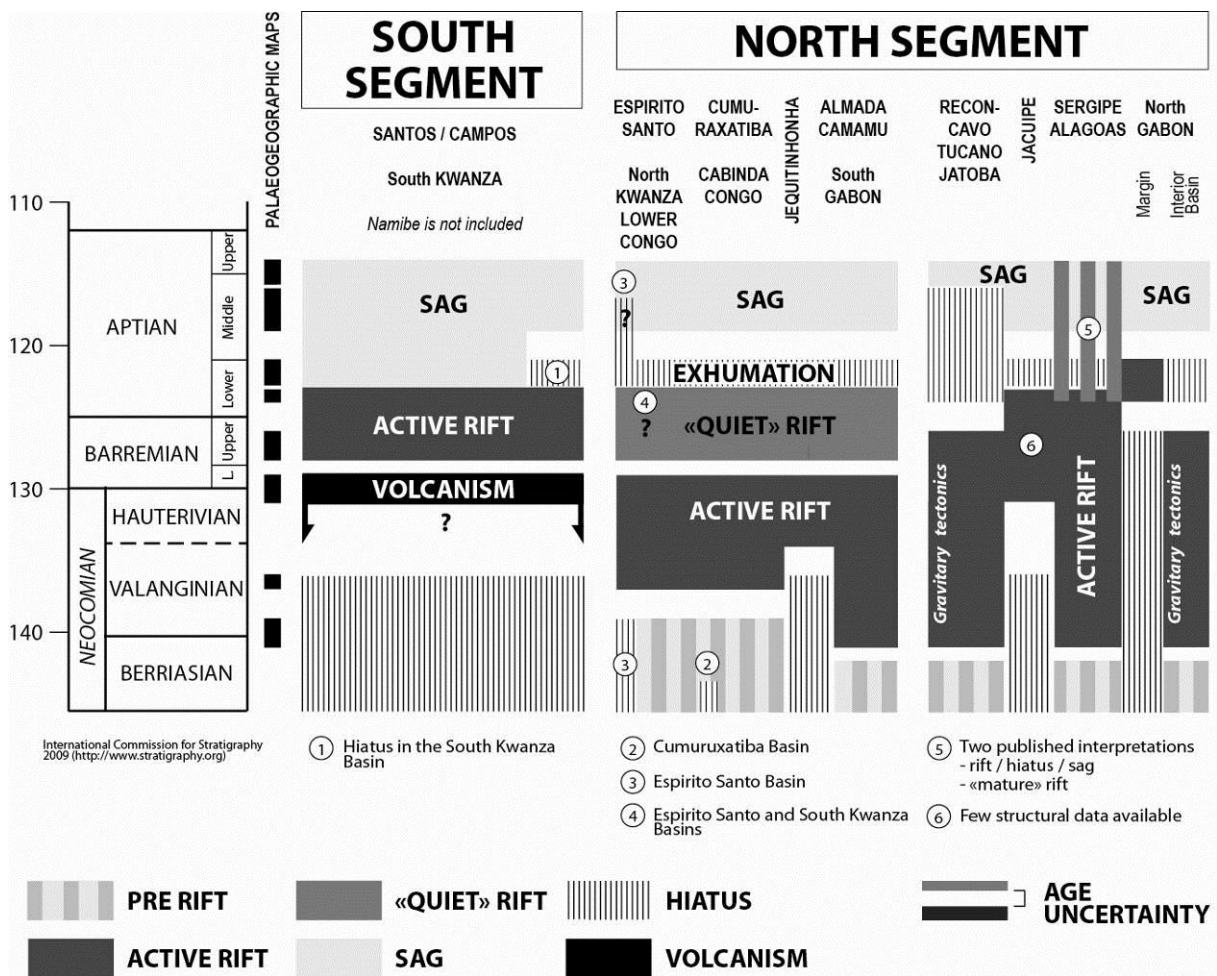 SOUTH
SEGMENT
NORTH SEGMENT
PALAEOGEOGRAPHIC MAPS
SANTOS / CAMPOS
South KWANZA
Namibe is not included
ESPIRITO
SANTO
North
KWANZA
LOWER
CONGO
CUMU-
RAXATIBA
CABINDA
CONGO
JEQUITINHONHA
ALMADA
CAMAMU
South
GABON
RECON-
CAVO
TUCANO
JATOBA
JACUIPE
SERGIPE
ALAGOAS
North
GABON
Margin
Interior
Basin
110
120
130
140
APTIAN
Upper
Middle
Lower
BARREMIAN
Upper
L.
NEOCOMIAN
HAUTERIVIAN
VALANGINIAN
BERRIASIAN
SAG
1
ACTIVE RIFT
VOLCANISM
?
3
?
SAG
EXHUMATION
4
?
«QUIET» RIFT
ACTIVE RIFT
3
2
SAG
5
SAG
6
Gravitary tectonics
ACTIVE RIFT
Gravitary tectonics
International Commission for Stratigraphy
2009 (http://www.stratigraphy.org)
1 Hiatus in the South Kwanza
Basin
2 Cumuruxatiba Basin
3 Espirito Santo Basin
4 Espirito Santo and South Kwanza
Basins
5 Two published interpretations
- rift / hiatus / sag
- «mature» rift
6 Few structural data available
PRE RIFT
«QUIET» RIFT
HIATUS
AGE
UNCERTAINTY
ACTIVE RIFT
SAG
VOLCANISM